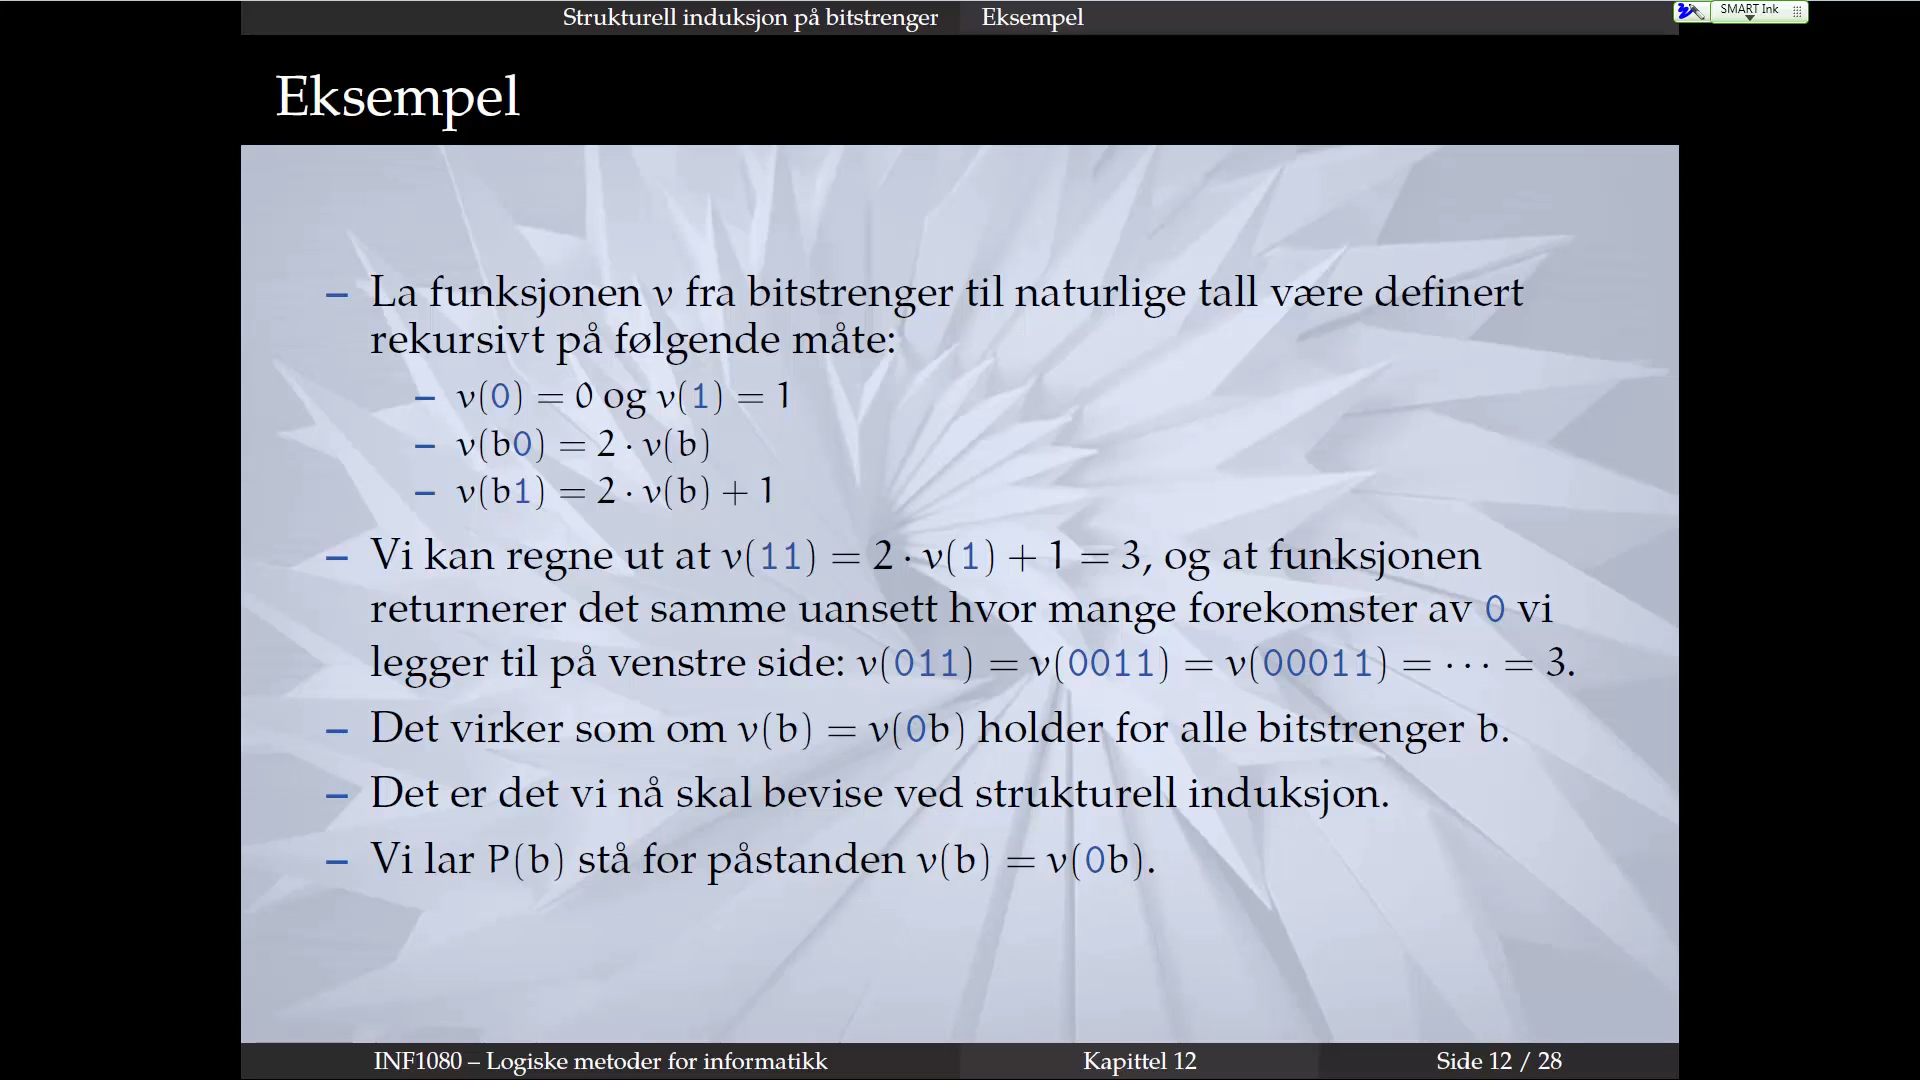 Strukturell induksjon på bitstrenger Eksempel
SMART Ink
Eksempel
– La funksjonen v fra bitstrenger til naturlige tall være definert
rekursivt på følgende måte:
– v(0) = 0 og v(1) = 1
– v(b0) = 2 · v(b)
– v(b1) = 2 · v(b) + 1
– Vi kan regne ut at v(11) = 2 · v(1) + 1 = 3, og at funksjonen
returnerer det samme uansett hvor mange forekomster av 0 vi
legger til på venstre side: v(011) = v(0011) = v(00011) = · · · = 3.
– Det virker som om v(b) = v(0b) holder for alle bitstrenger b.
– Det er det vi nå skal bevise ved strukturell induksjon.
– Vi lar P(b) stå for påstanden v(b) = v(0b).
INF1080 – Logiske metoder for informatikk Kapittel 12 Side 12 / 28